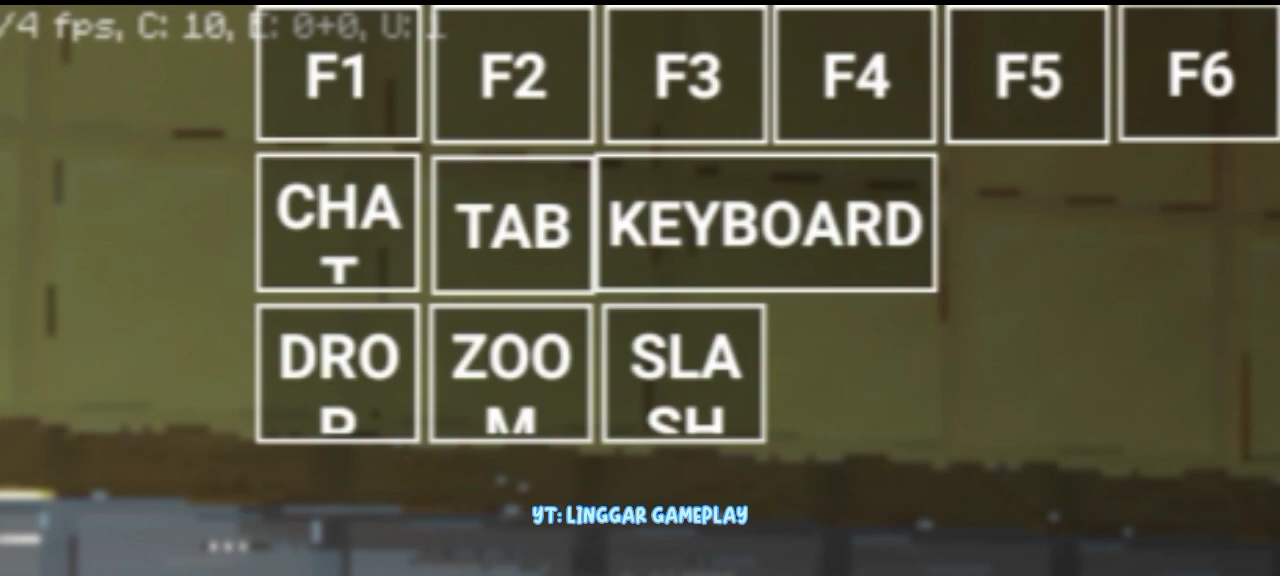 /4 fps, C: 10, E: 0+0, U: 1
F1 F2 F3 F4 F5 F6
CHA
T
TAB
KEYBOARD
DRO
P
ZOO
M
SLA
SH
YT: LINGGAR GAMEPLAY